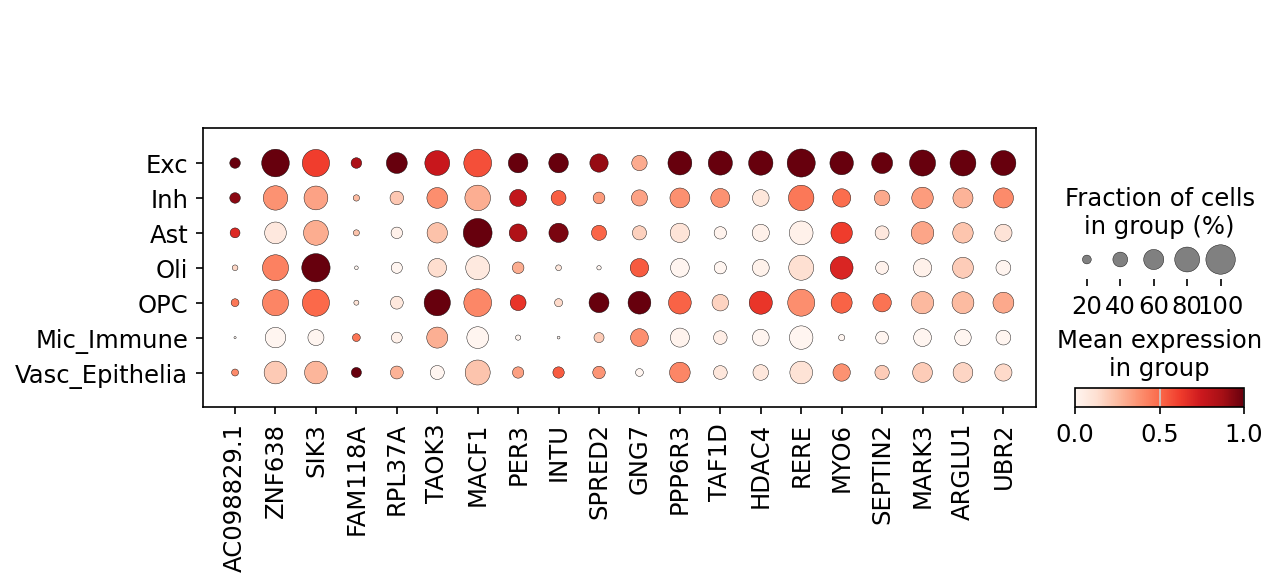 Exc
Inh
Ast
Oli
OPC
Mic_Immune
Vasc_Epithelia
AC098829.1
ZNF638
SIK3
FAM118A
RPL37A
TAOK3
MACF1
PER3
INTU
SPRED2
GNG7
PPP6R3
TAF1D
HDAC4
RERE
MYO6
SEPTIN2
MARK3
ARGLU1
UBR2
Fraction of cells
in group (%)
20 40 60 80 100
Mean expression
in group
0.0 0.5 1.0